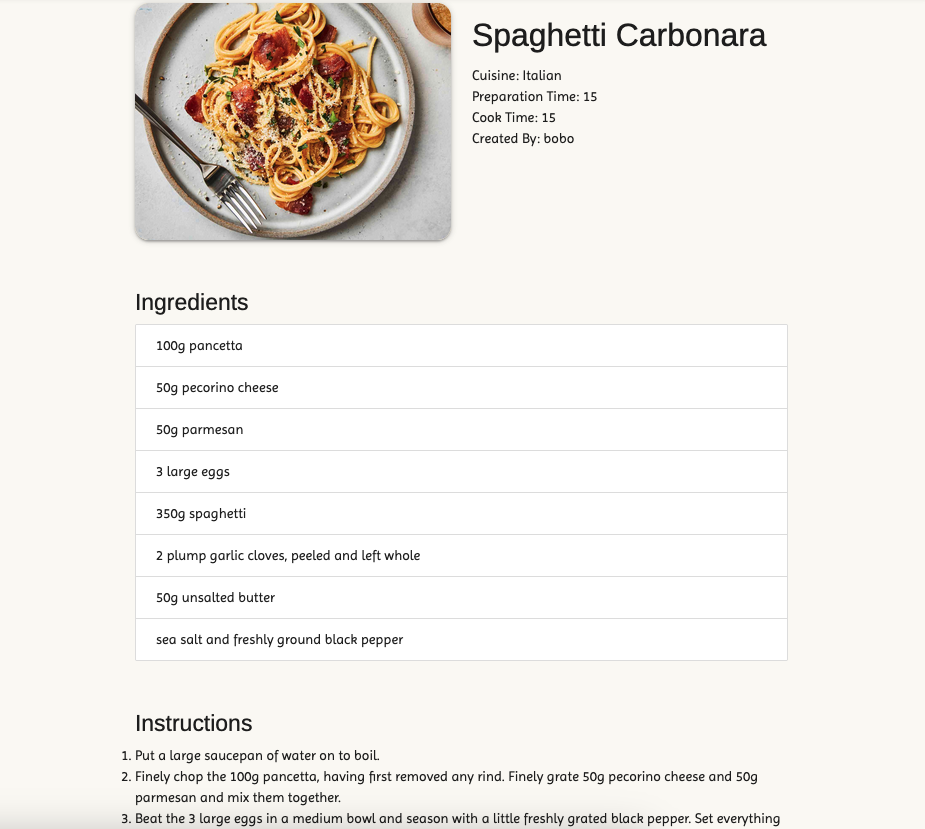 Spaghetti Carbonara
Cuisine: Italian
Preparation Time: 15
Cook Time: 15
Created By: bobo
Ingredients
100g pancetta
50g pecorino cheese
50g parmesan
3 large eggs
350g spaghetti
2 plump garlic cloves, peeled and left whole
50g unsalted butter
sea salt and freshly ground black pepper
Instructions
1. Put a large saucepan of water on to boil.
2. Finely chop the 100g pancetta, having first removed any rind. Finely grate 50g pecorino cheese and 50g
parmesan and mix them together.
3. Beat the 3 large eggs in a medium bowl and season with a little freshly grated black pepper. Set everything